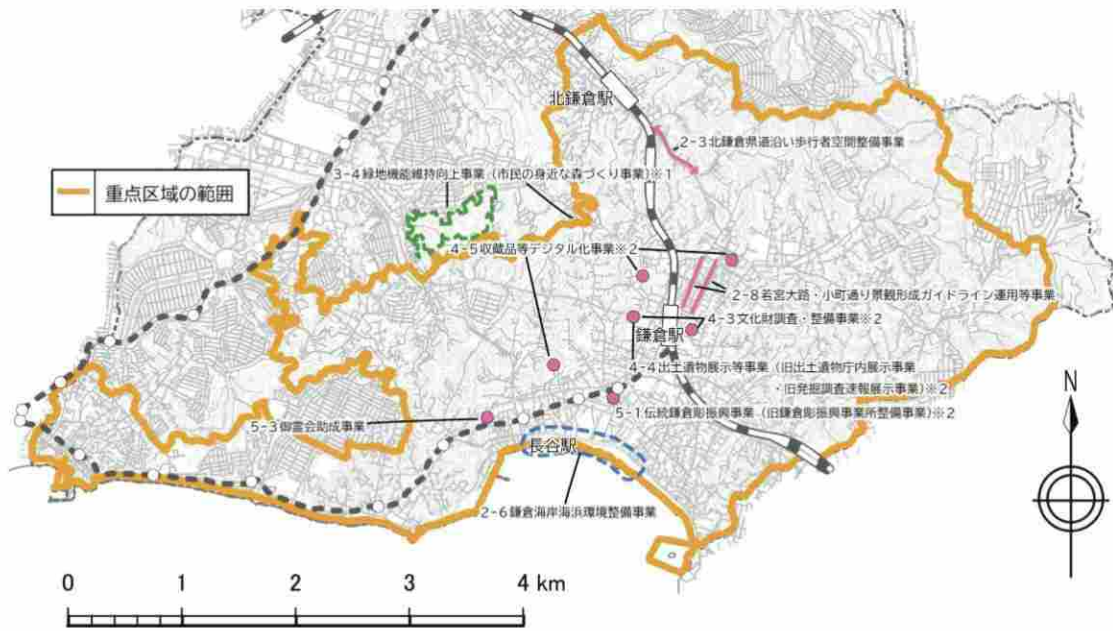 北鎌倉駅
2-3北鎌倉県道沿い歩行者空間整備事業
3-4緑地機能維持向上事業(市民の身近な森づくり事業)※1
重点区域の範囲
4-5収蔵品等デジタル化事業※2
2-8若宮大路・小町通り景観形成ガイドライン運用等事業
4-3文化財調査・整備事業※2
鎌倉駅
4-4出土遺物展示等事業(旧出土遺物庁内展示事業
・旧発掘調査速報展示事業)※2
5-1伝統鎌倉彫振興事業(旧鎌倉彫振興事業所整備事業)※2
5-3御霊会助成事業
長谷駅
2-6鎌倉海岸海浜環境整備事業
N
0 1 2 3 4 km